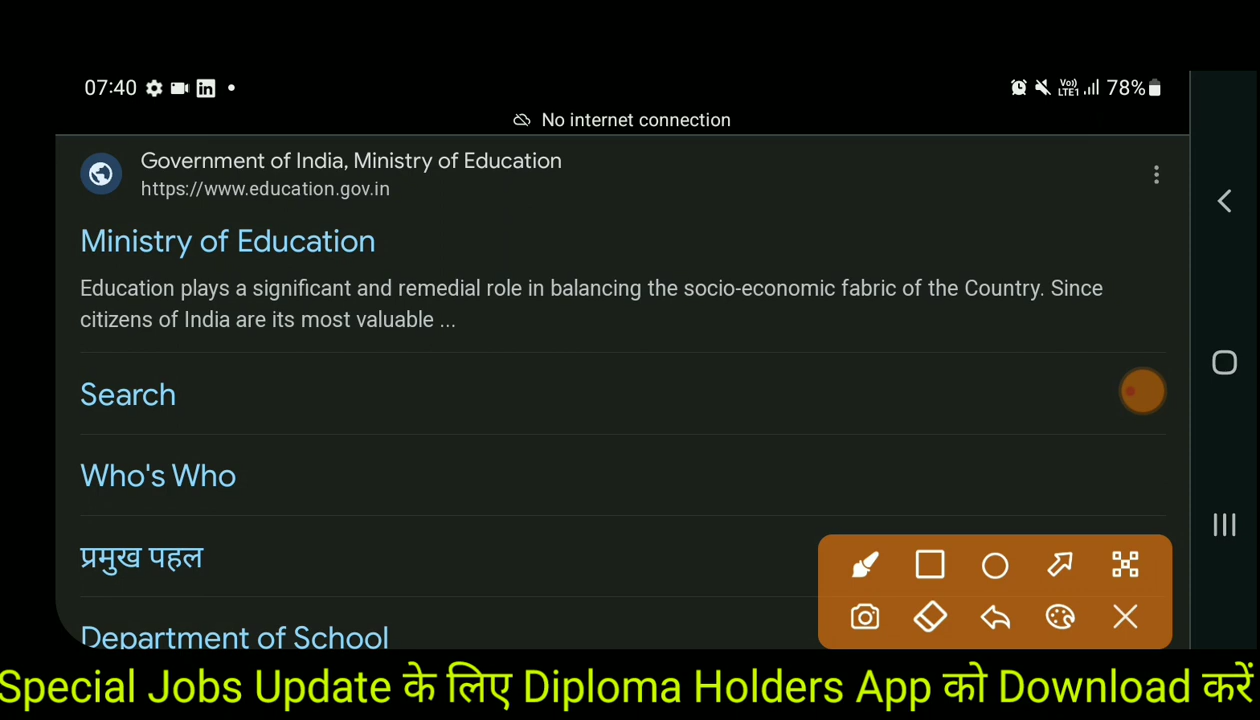 07:40
Vo)) LTE1 78%
No internet connection
Government of India, Ministry of Education
https://www.education.gov.in
Ministry of Education
Education plays a significant and remedial role in balancing the socio-economic fabric of the Country. Since
citizens of India are its most valuable ...
Search
Who's Who
प्रमुख पहल
Department of School
Special Jobs Update के लिए Diploma Holders App को Download करें